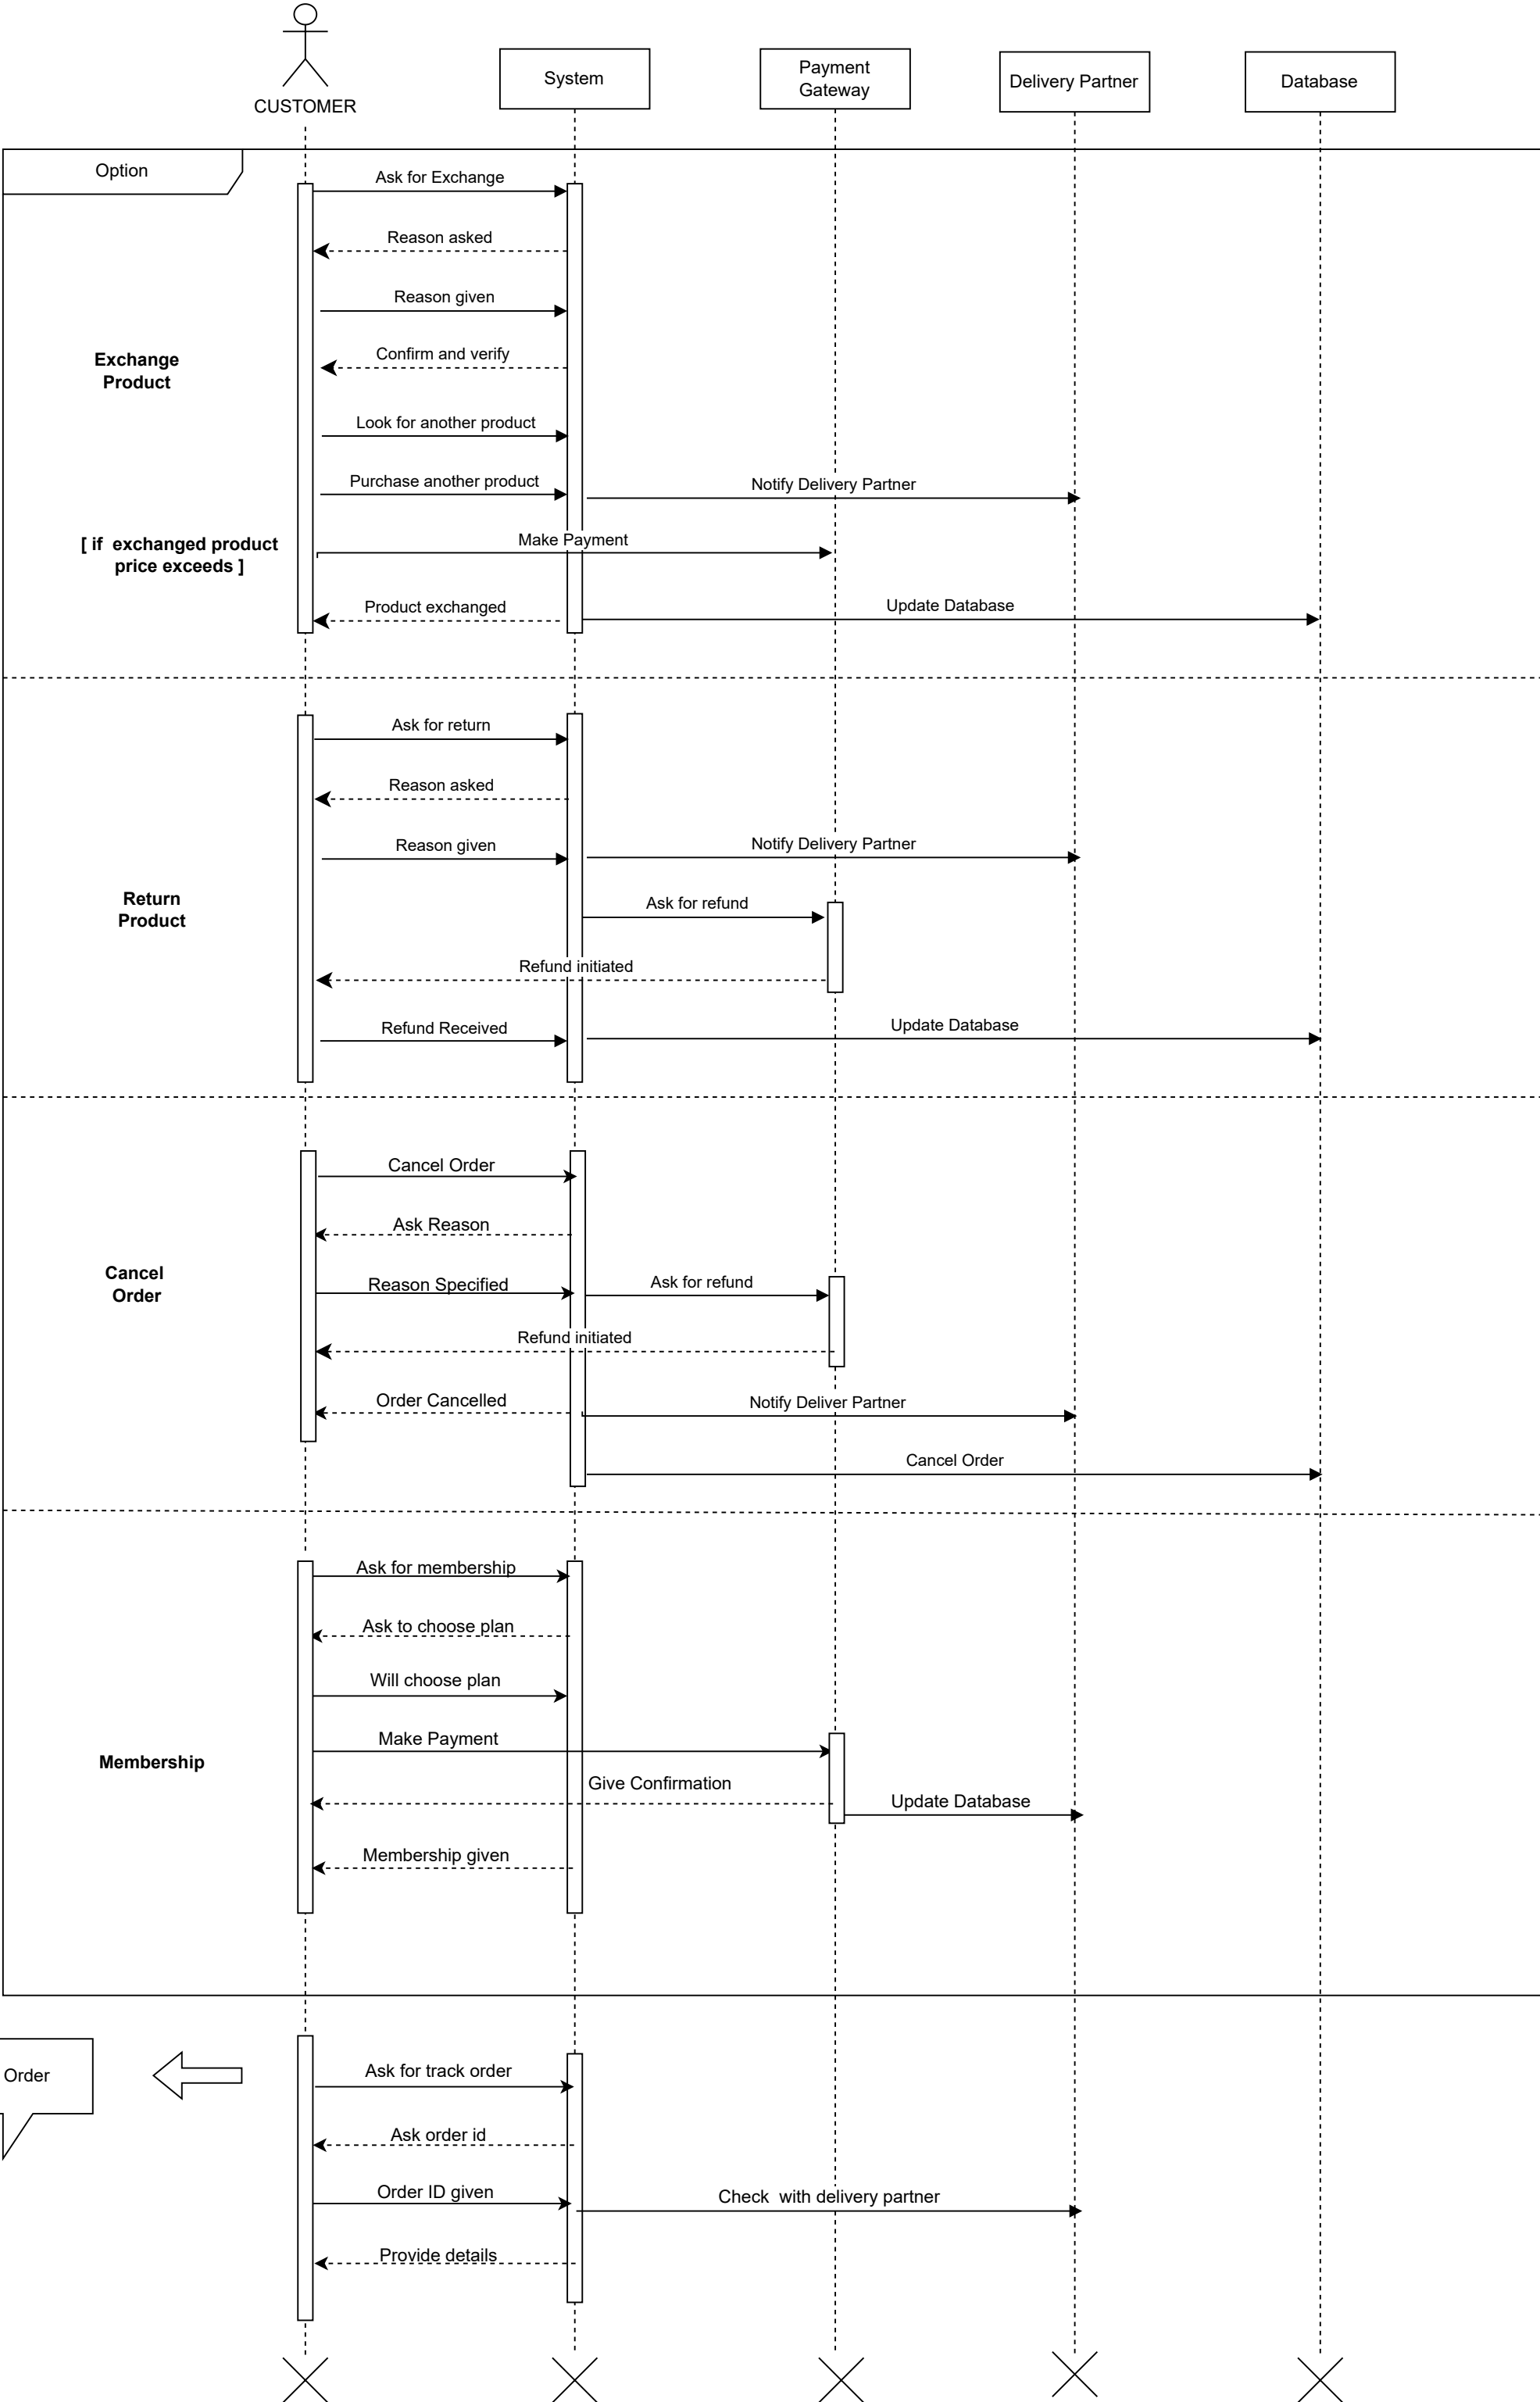 CUSTOMER
System
Payment
Gateway
Delivery Partner
Database
Option
Ask for Exchange
Reason asked
Reason given
Exchange
Product
Confirm and verify
Look for another product
Purchase another product
Notify Delivery Partner
[ if  exchanged product
price exceeds ]
Make Payment
Product exchanged
Update Database
Ask for return
Reason asked
Reason given
Notify Delivery Partner
Return
Product
Ask for refund
Refund initiated
Refund Received
Update Database
Cancel Order
Ask Reason
Cancel
Order
Reason Specified
Ask for refund
Refund initiated
Order Cancelled
Notify Deliver Partner
Cancel Order
Ask for membership
Ask to choose plan
Will choose plan
Membership
Make Payment
Give Confirmation
Update Database
Membership given
Order
Ask for track order
Ask order id
Order ID given
Check  with delivery partner
Provide details